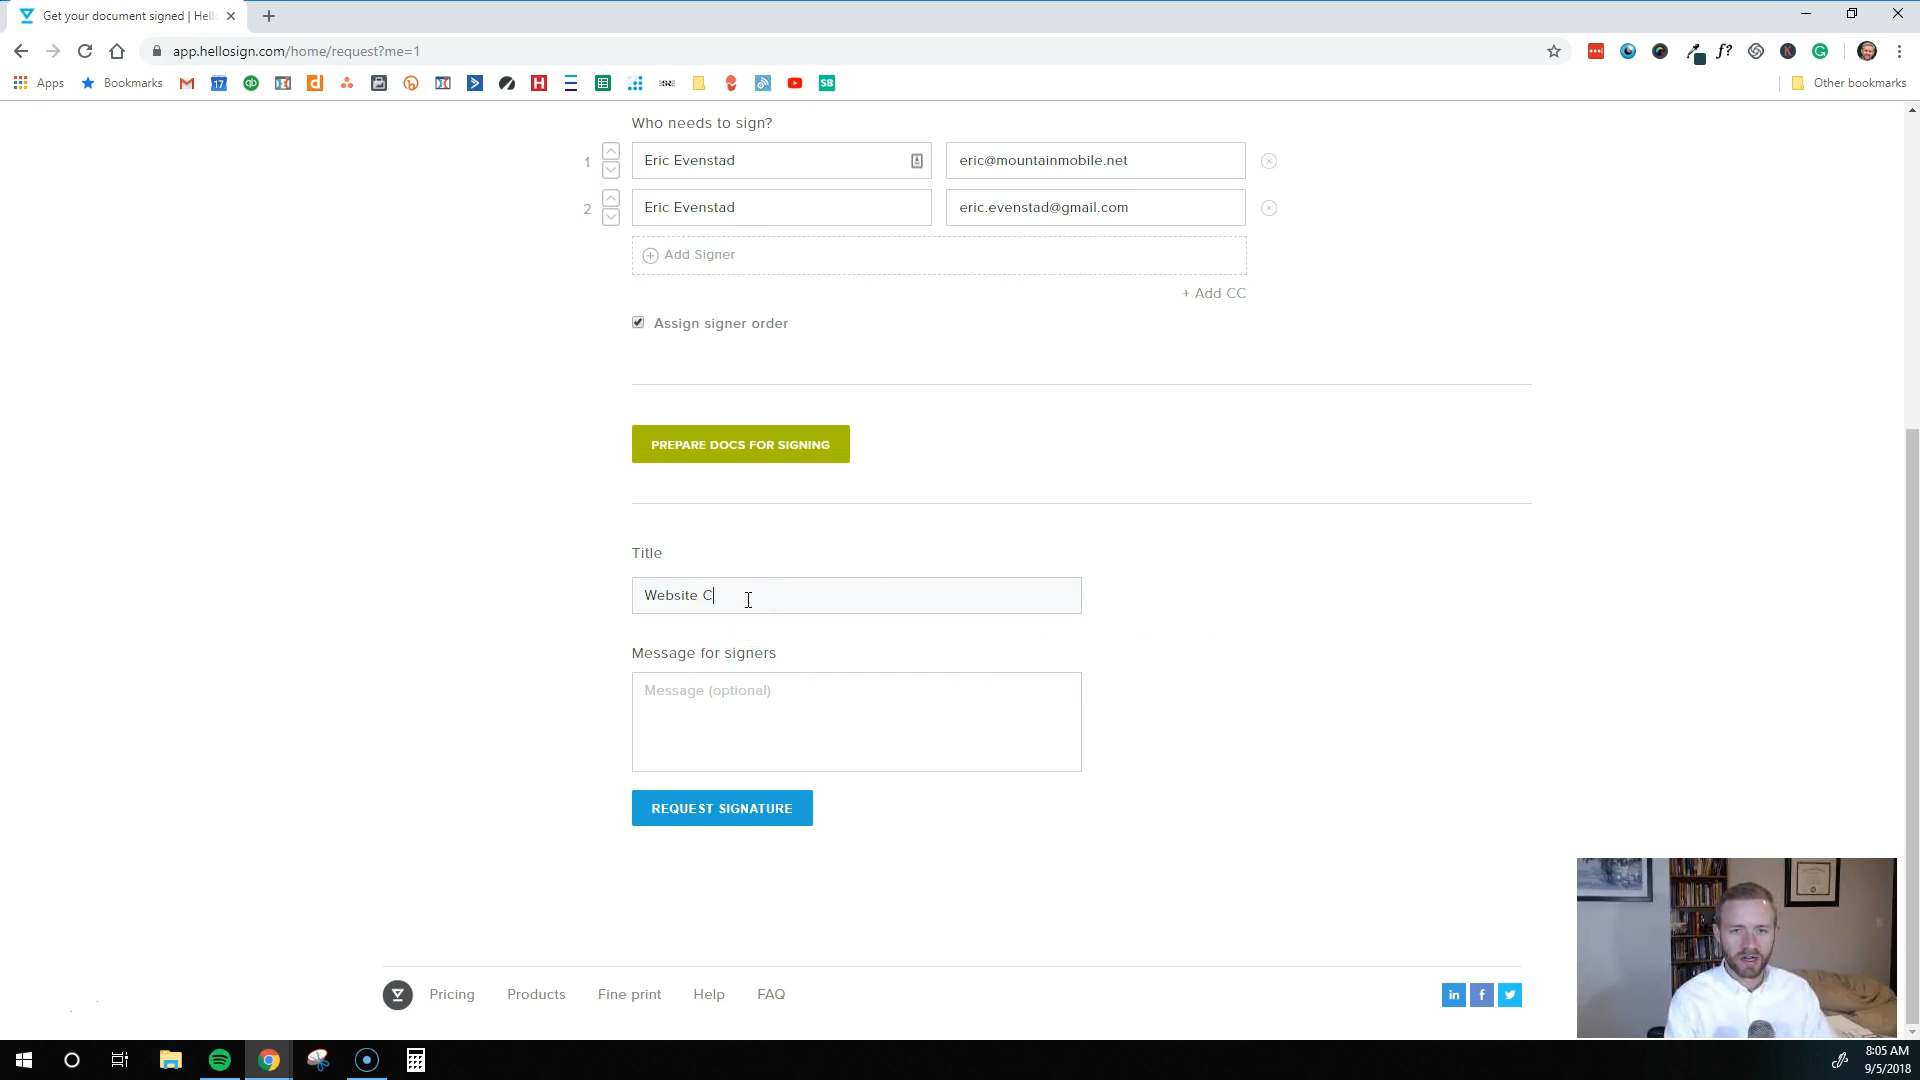 Get your document signed | Hell
app.hellosign.com/home/request?me=1
Apps
Bookmarks
Other bookmarks
Who needs to sign?
1
Eric Evenstad
eric@mountainmobile.net
2
Eric Evenstad
eric.evenstad@gmail.com
Add Signer
+ Add CC
Assign signer order
PREPARE DOCS FOR SIGNING
Title
Website C
Message for signers
Message (optional)
REQUEST SIGNATURE
Pricing
Products
Fine print
Help
FAQ
8:05 AM
9/5/2018